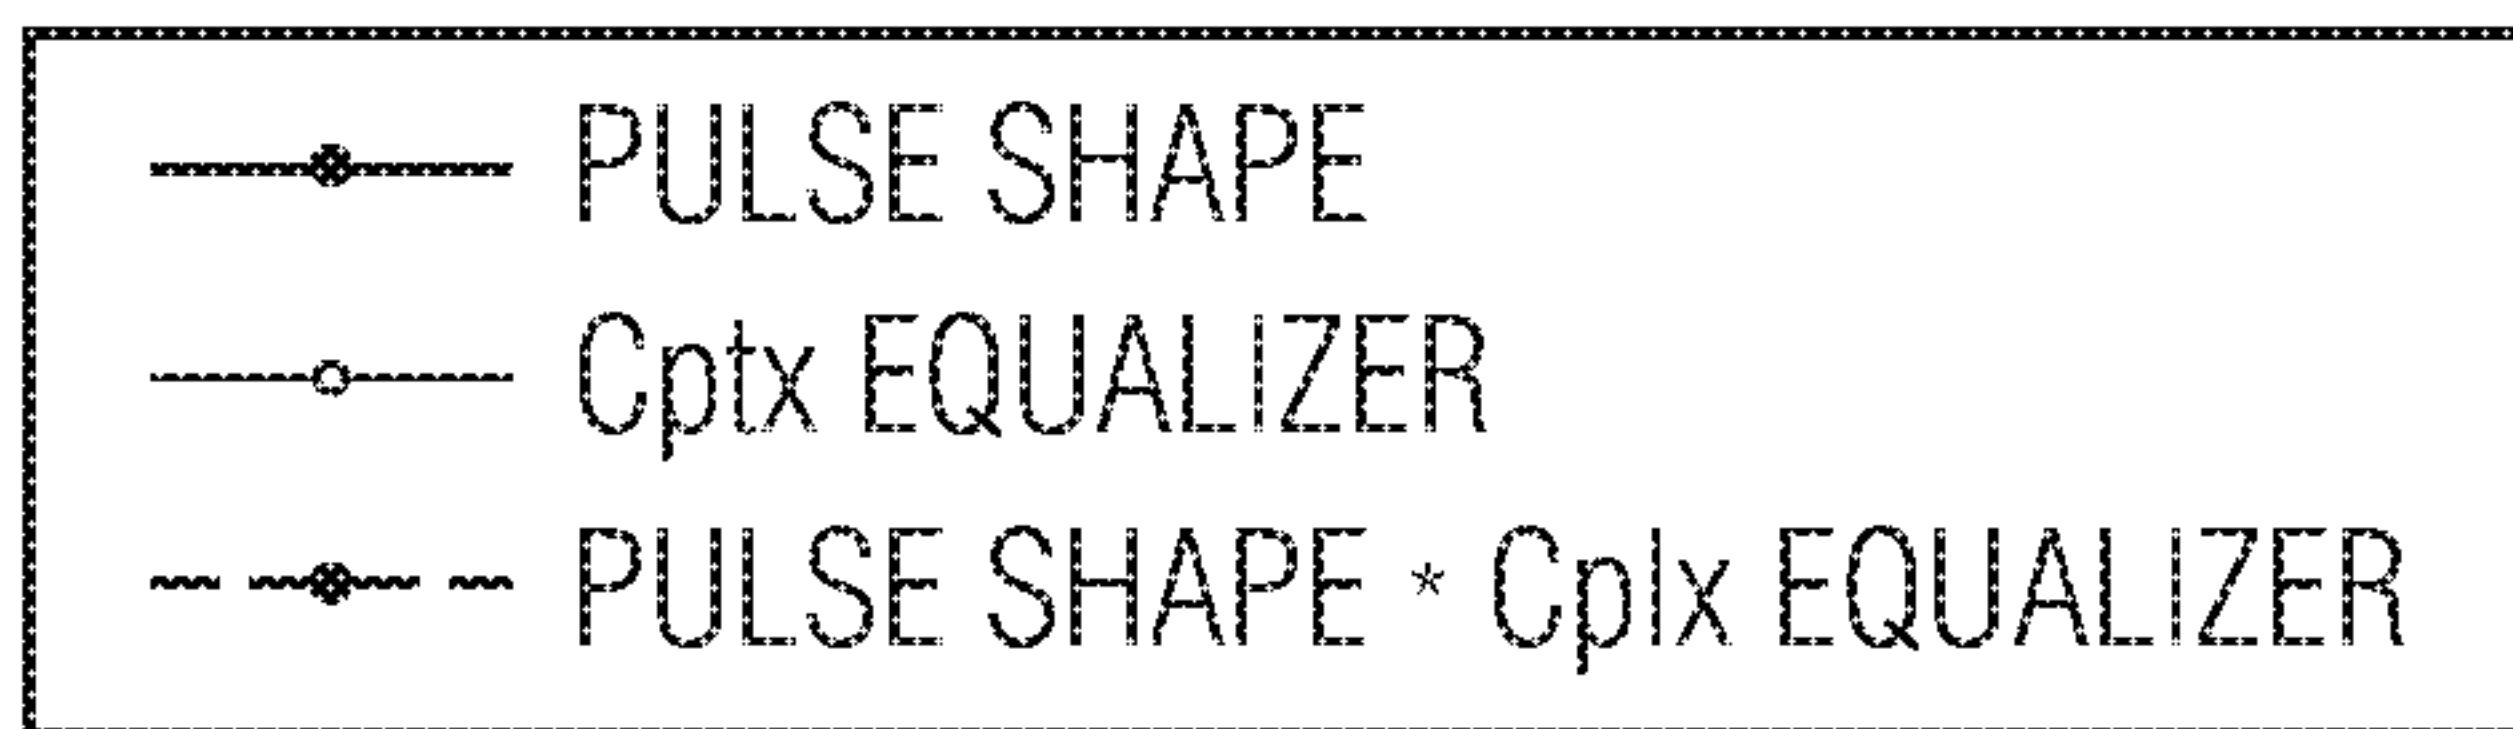 PULSE SHAPE
Cptx EQUALIZER
PULSE SHAPE * Cplx EQUALIZER